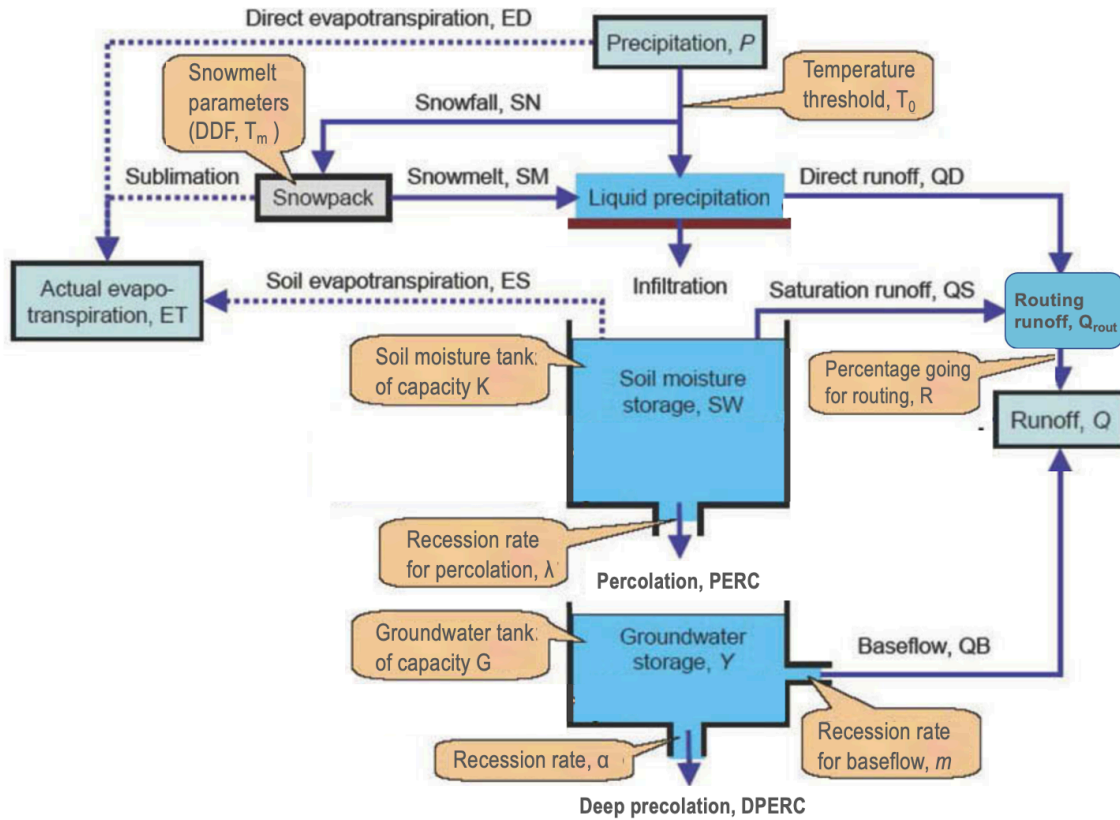 Direct evapotranspiration, ED
Precipitation, P
Snowmelt
parameters
(DDF, Tm )
Temperature
threshold, T0
Snowfall, SN
Sublimation
Snowpack
Snowmelt, SM
Liquid precipitation
Direct runoff, QD
Actual evapo-
transpiration, ET
Soil evapotranspiration, ES
Infiltration
Saturation runoff, QS
Routing
runoff, Qrout
Soil moisture tank:
of capacity K
Soil moisture
storage, SW
Percentage going
for routing, R
Runoff, Q
Recession rate
for percolation, λ
Percolation, PERC
Groundwater tank:
of capacity G
Groundwater
storage, Y
Baseflow, QB
Recession rate, α
Recession rate
for baseflow, m
Deep precolation, DPERC